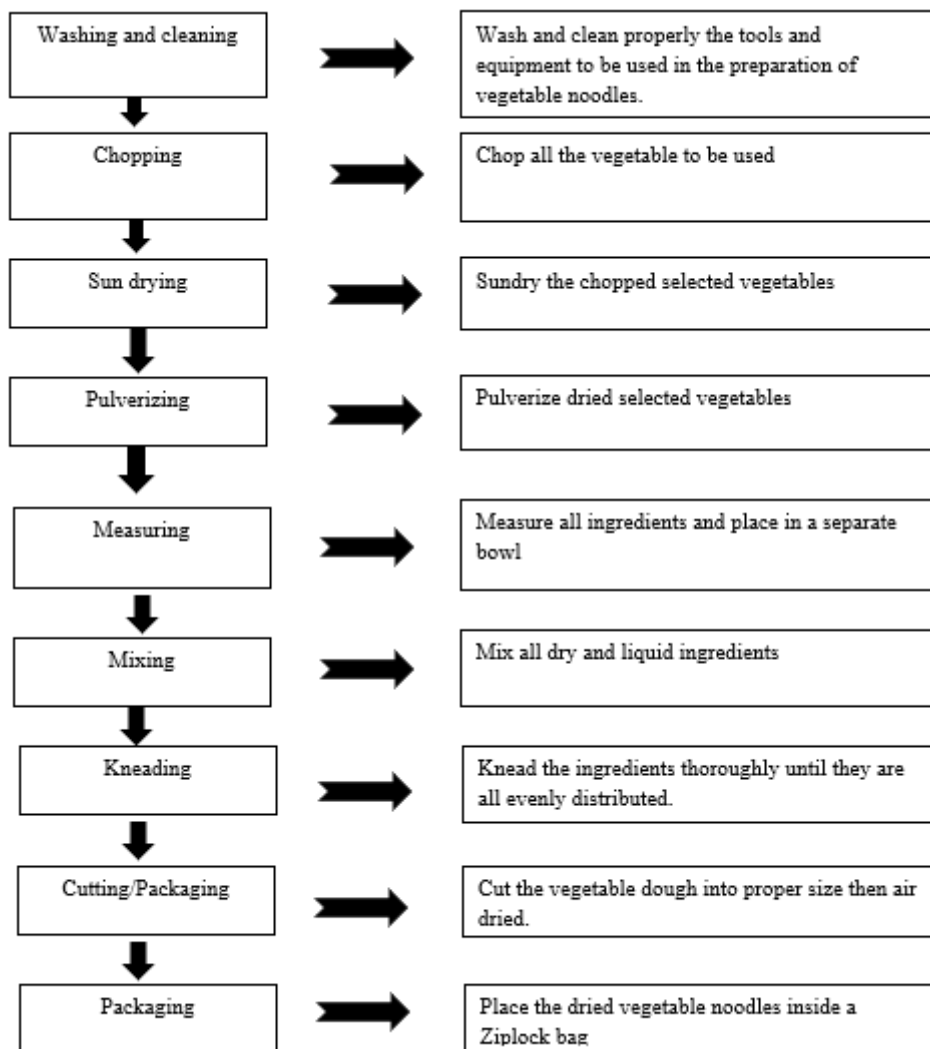 Washing and cleaning
Wash and clean properly the tools and
equipment to be used in the preparation of
vegetable noodles.
Chopping
Chop all the vegetable to be used
Sun drying
Sundry the chopped selected vegetables
Pulverizing
Pulverize dried selected vegetables
Measuring
Measure all ingredients and place in a separate
bowl
Mixing
Mix all dry and liquid ingredients
Kneading
Knead the ingredients thoroughly until they are
all evenly distributed.
Cutting/Packaging
Cut the vegetable dough into proper size then air
dried.
Packaging
Place the dried vegetable noodles inside a
Ziplock bag